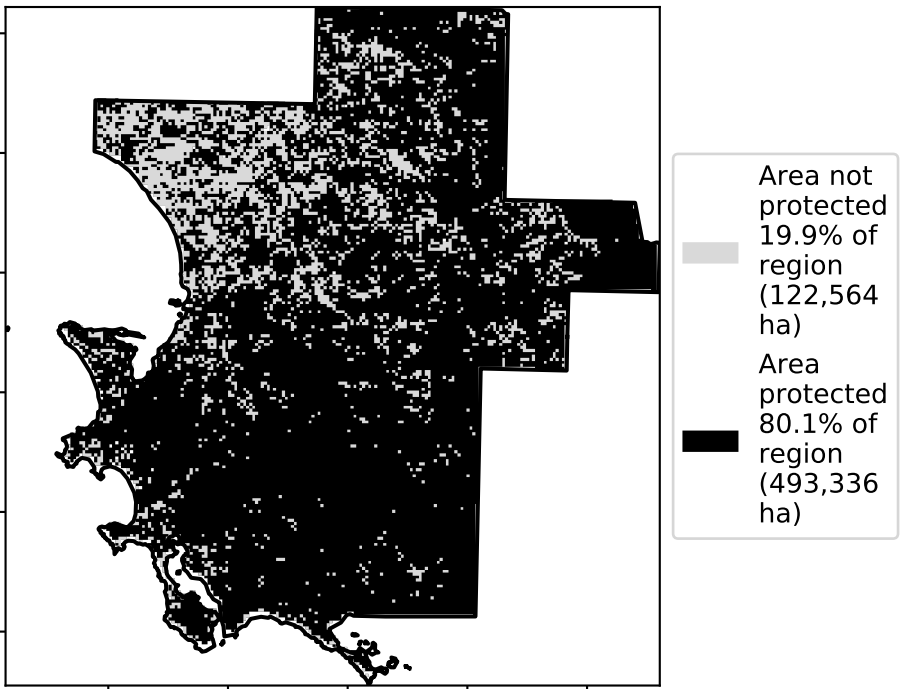 Area not
protected
19.9% of
region
(122,564
ha)
Area
protected
80.1% of
region
(493,336
ha)